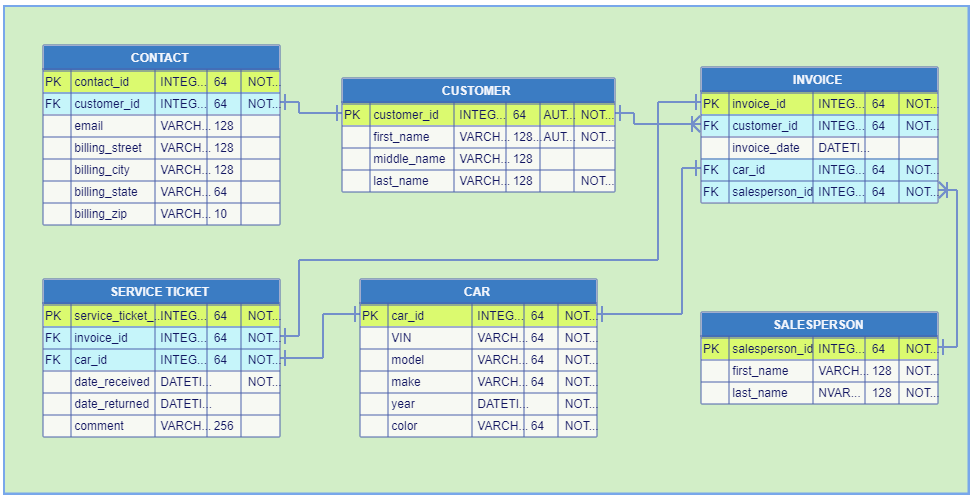 CONTACT
PK contact_id INTEG... 64 NOT...
FK customer_id INTEG... 64 NOT...
email VARCH... 128
billing_street VARCH... 128
billing_city VARCH... 128
billing_state VARCH... 64
billing_zip VARCH... 10
CUSTOMER
PK customer_id INTEG... 64 AUT... NOT...
first_name VARCH... 128... AUT... NOT...
middle_name VARCH... 128
last_name VARCH... 128 NOT...
INVOICE
PK invoice_id INTEG... 64 NOT...
FK customer_id INTEG... 64 NOT...
invoice_date DATETI...
FK car_id INTEG... 64 NOT...
FK salesperson_id INTEG... 64 NOT...
SERVICE TICKET
PK service_ticket_... INTEG... 64 NOT...
FK invoice_id INTEG... 64 NOT...
FK car_id INTEG... 64 NOT...
date_received DATETI... NOT...
date_returned DATETI...
comment VARCH... 256
CAR
PK car_id INTEG... 64 NOT...
VIN VARCH... 64 NOT...
model VARCH... 64 NOT...
make VARCH... 64 NOT...
year DATETI... NOT...
color VARCH... 64 NOT...
SALESPERSON
PK salesperson_id INTEG... 64 NOT...
first_name VARCH... 128 NOT...
last_name NVAR... 128 NOT...